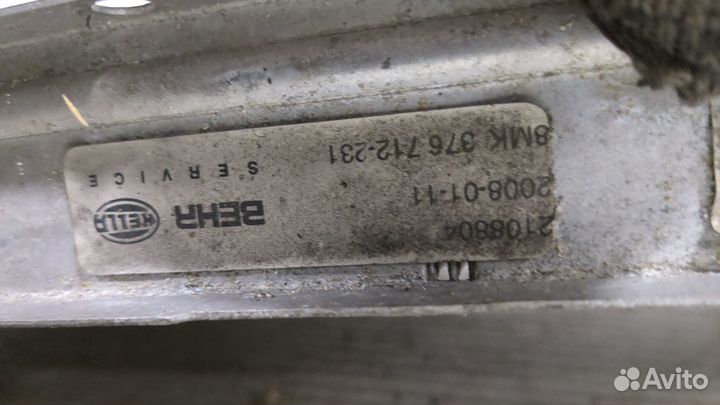 2108804
2008-01-11
8MK 376 712-231
BEHR HELLA
SERVICE
Avito